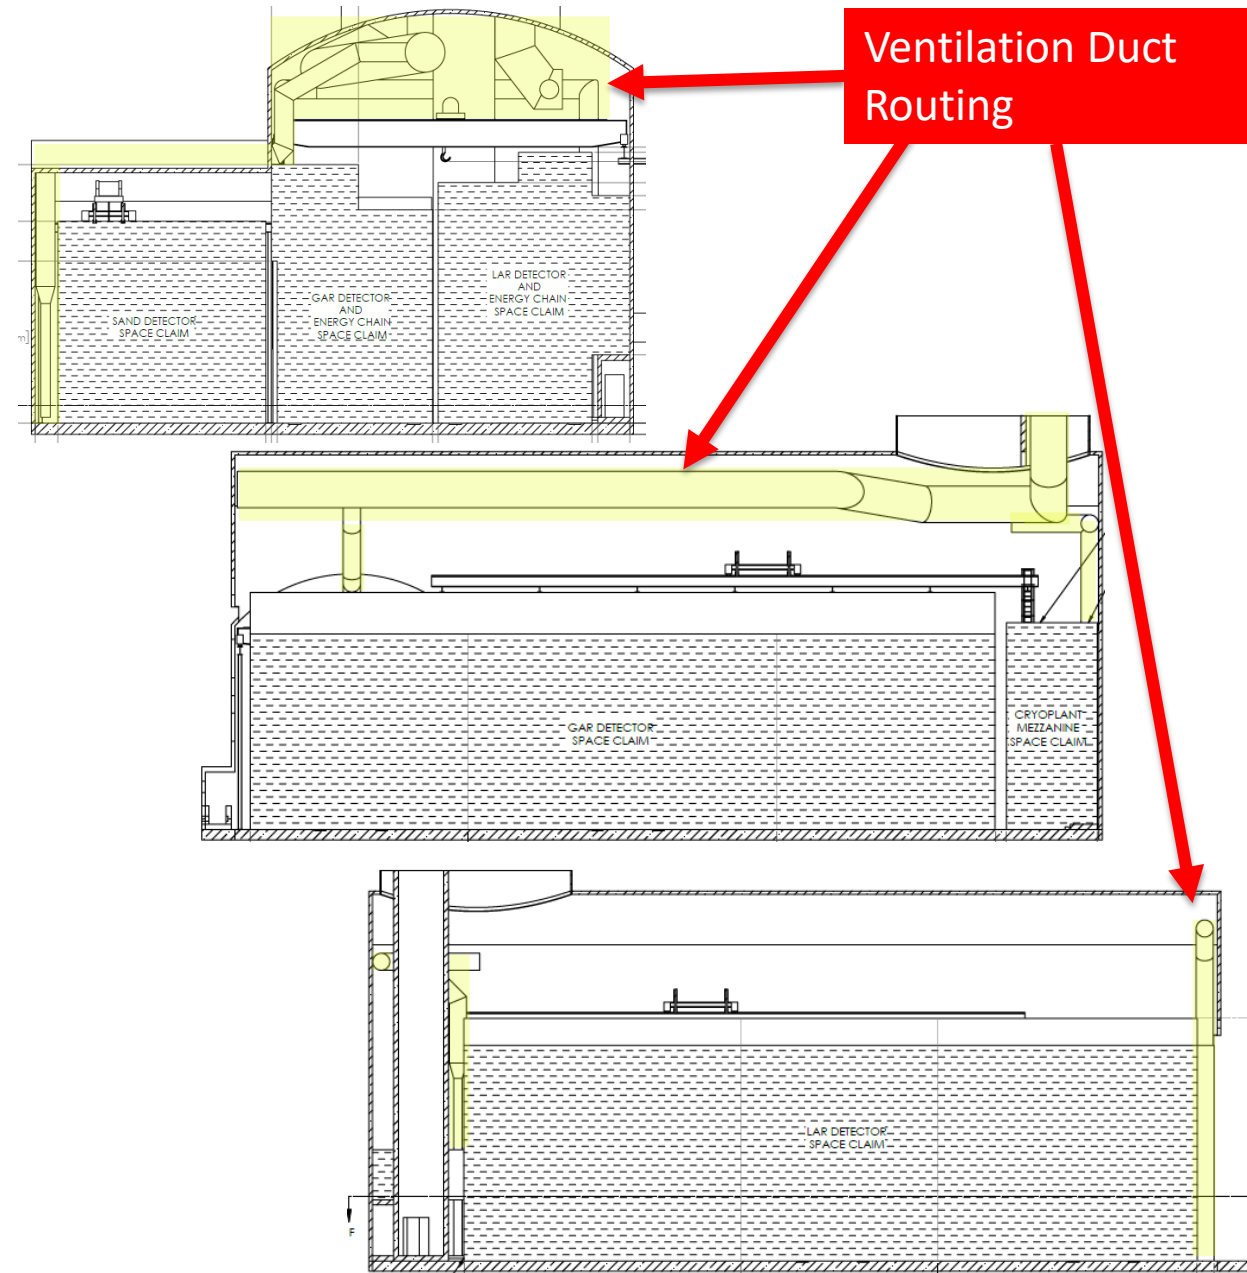 Ventilation Duct
Routing
LAR DETECTOR
AND
ENERGY CHAIN
SPACE CLAIM
GAR DETECTOR
AND
ENERGY CHAIN
SPACE CLAIM
SAND DETECTOR
SPACE CLAIM
m]
GAR DETECTOR
SPACE CLAIM
CRYOPLANT
MEZZANINE
SPACE CLAIM
LAR DETECTOR
SPACE CLAIM
F